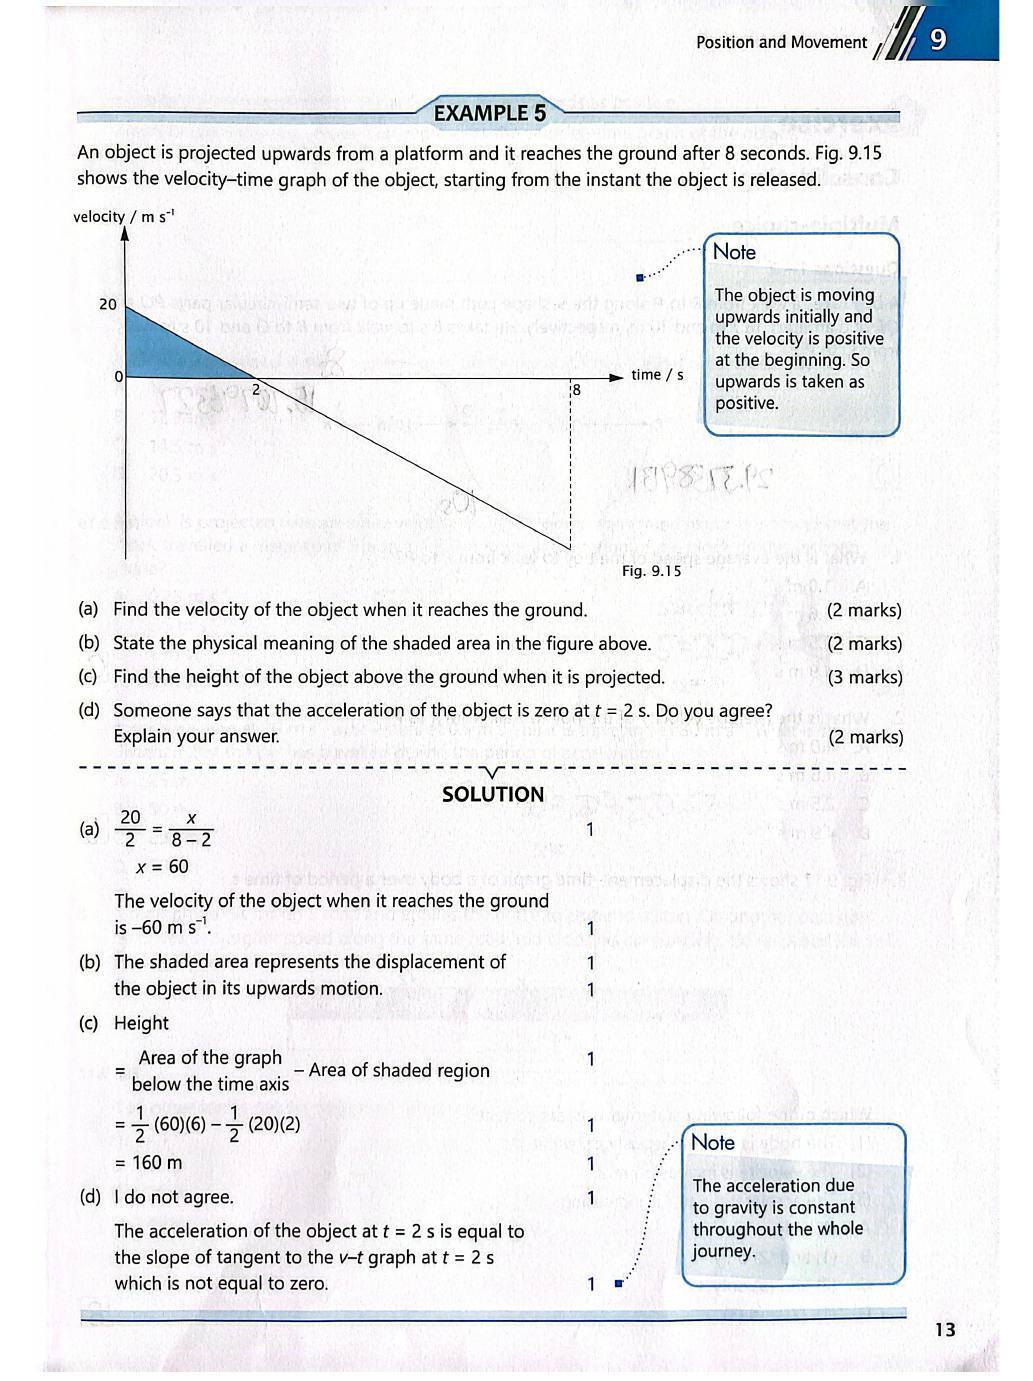 Position and Movement 9
EXAMPLE 5
An object is projected upwards from a platform and it reaches the ground after 8 seconds. Fig. 9.15
shows the velocity–time graph of the object, starting from the instant the object is released.
velocity / m s⁻¹
20
0
2
8
time / s
Note
The object is moving
upwards initially and
the velocity is positive
at the beginning. So
upwards is taken as
positive.
Fig. 9.15
(a) Find the velocity of the object when it reaches the ground. (2 marks)
(b) State the physical meaning of the shaded area in the figure above. (2 marks)
(c) Find the height of the object above the ground when it is projected. (3 marks)
(d) Someone says that the acceleration of the object is zero at t = 2 s. Do you agree?
Explain your answer. (2 marks)
SOLUTION
(a) 20/2 = x/(8 – 2) 1
x = 60
The velocity of the object when it reaches the ground
is –60 m s⁻¹. 1
(b) The shaded area represents the displacement of 1
the object in its upwards motion. 1
(c) Height
= Area of the graph below the time axis – Area of shaded region 1
= 1/2 (60)(6) – 1/2 (20)(2) 1
= 160 m 1
(d) I do not agree. 1
The acceleration of the object at t = 2 s is equal to
the slope of tangent to the v–t graph at t = 2 s
which is not equal to zero. 1
Note
The acceleration due
to gravity is constant
throughout the whole
journey.
13